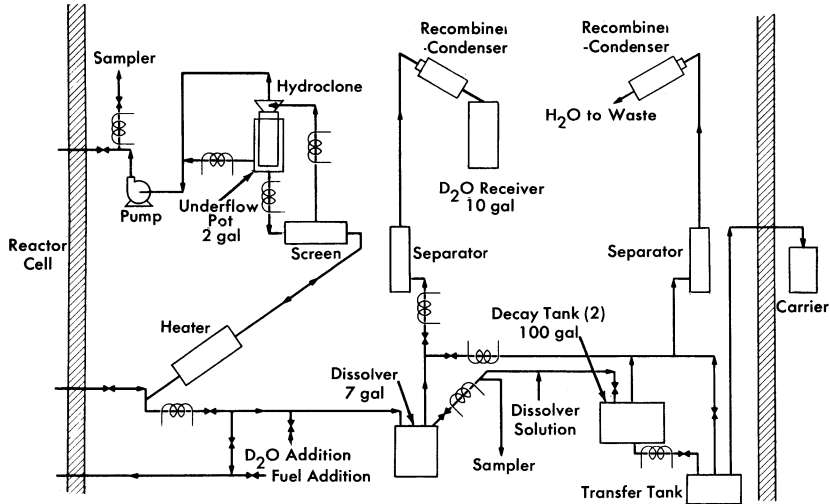 Recombiner
-Condenser
Recombiner
-Condenser
Sampler
Hydroclone
H2O to Waste
D2O Receiver
10 gal
Pump
Underflow
Pot
2 gal
Screen
Reactor
Cell
Separator
Separator
Carrier
Heater
Decay Tank (2)
100 gal
Dissolver
7 gal
Dissolver
Solution
D2O Addition
Fuel Addition
Sampler
Transfer Tank